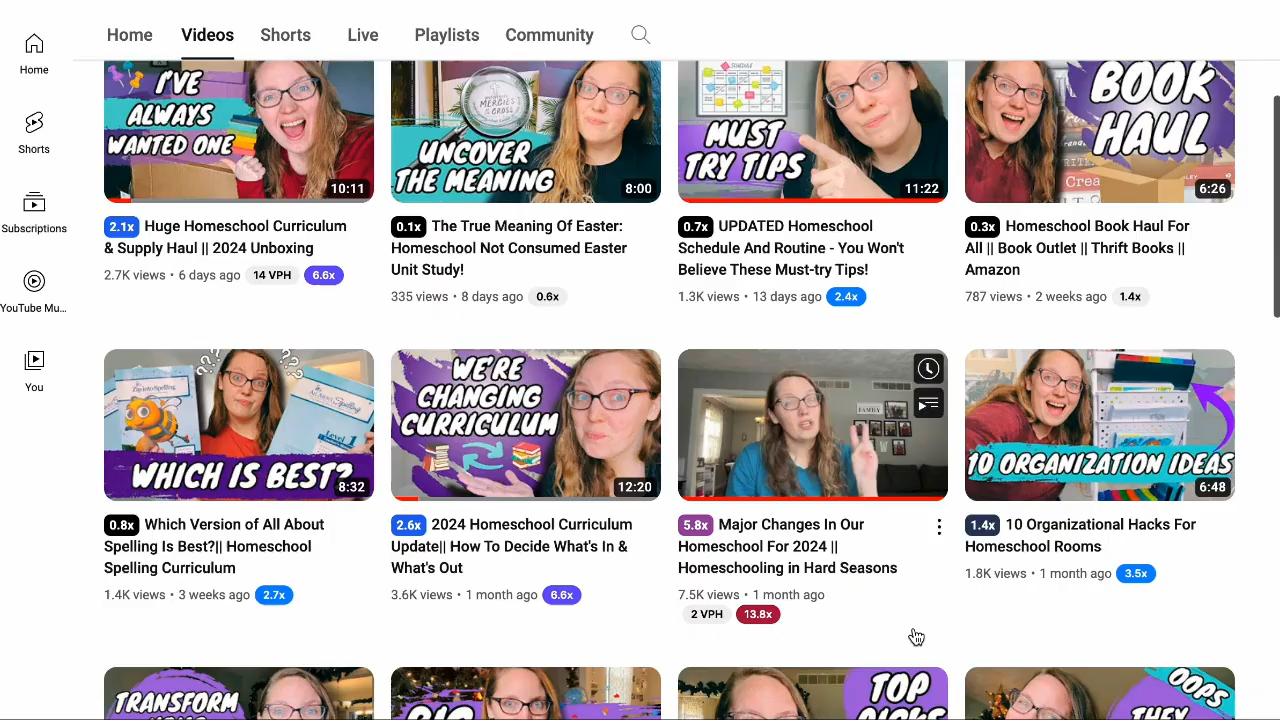 Home
Videos
Shorts
Live
Playlists
Community
Home
Shorts
Subscriptions
YouTube Mu...
You
I'VE
ALWAYS
WANTED ONE
10:11
2.1x Huge Homeschool Curriculum
& Supply Haul || 2024 Unboxing
2.7K views • 6 days ago 14 VPH 6.6x
UNCOVER
THE MEANING
8:00
0.1x The True Meaning Of Easter:
Homeschool Not Consumed Easter
Unit Study!
335 views • 8 days ago 0.6x
MUST
TRY TIPS
11:22
0.7x UPDATED Homeschool
Schedule And Routine - You Won't
Believe These Must-try Tips!
1.3K views • 13 days ago 2.4x
BOOK
HAUL
6:26
0.3x Homeschool Book Haul For
All || Book Outlet || Thrift Books ||
Amazon
787 views • 2 weeks ago 1.4x
WHICH IS BEST?
8:32
0.8x Which Version of All About
Spelling Is Best?|| Homeschool
Spelling Curriculum
1.4K views • 3 weeks ago 2.7x
WE'RE
CHANGING
CURRICULUM
12:20
2.6x 2024 Homeschool Curriculum
Update|| How To Decide What's In &
What's Out
3.6K views • 1 month ago 6.6x
FAMILY
5.8x Major Changes In Our
Homeschool For 2024 ||
Homeschooling in Hard Seasons
7.5K views • 1 month ago
2 VPH 13.8x
10 ORGANIZATION IDEAS
6:48
1.4x 10 Organizational Hacks For
Homeschool Rooms
1.8K views • 1 month ago 3.5x
TRANSFORM
TOP
OOPS
THEY